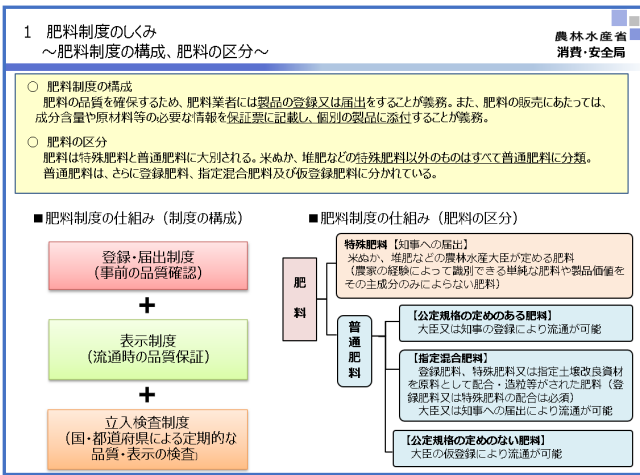 1 肥料制度のしくみ
～肥料制度の構成、肥料の区分～
農林水産省
消費・安全局
○ 肥料制度の構成
肥料の品質を確保するため、肥料業者には製品の登録又は届出をすることが義務。また、肥料の販売にあたっては、
成分含量や原材料等の必要な情報を保証票に記載し、個別の製品に添付することが義務。
○ 肥料の区分
肥料は特殊肥料と普通肥料に大別される。米ぬか、堆肥などの特殊肥料以外のものはすべて普通肥料に分類。
普通肥料は、さらに登録肥料、指定混合肥料及び仮登録肥料に分かれている。
■肥料制度の仕組み（制度の構成）
登録・届出制度
（事前の品質確認）
+
表示制度
（流通時の品質保証）
+
立入検査制度
（国・都道府県による定期的な
品質・表示の検査）
■肥料制度の仕組み（肥料の区分）
肥料
特殊肥料【知事への届出】
米ぬか、堆肥などの農林水産大臣が定める肥料
（農家の経験によって識別できる単純な肥料や製品価値を
その主成分のみによらない肥料）
普通肥料
【公定規格の定めのある肥料】
大臣又は知事の登録により流通が可能
【指定混合肥料】
登録肥料、特殊肥料又は指定土壌改良資材
を原料として配合・造粒等がされた肥料（登
録肥料又は特殊肥料の配合は必須）
大臣又は知事への届出により流通が可能
【公定規格の定めのない肥料】
大臣の仮登録により流通が可能